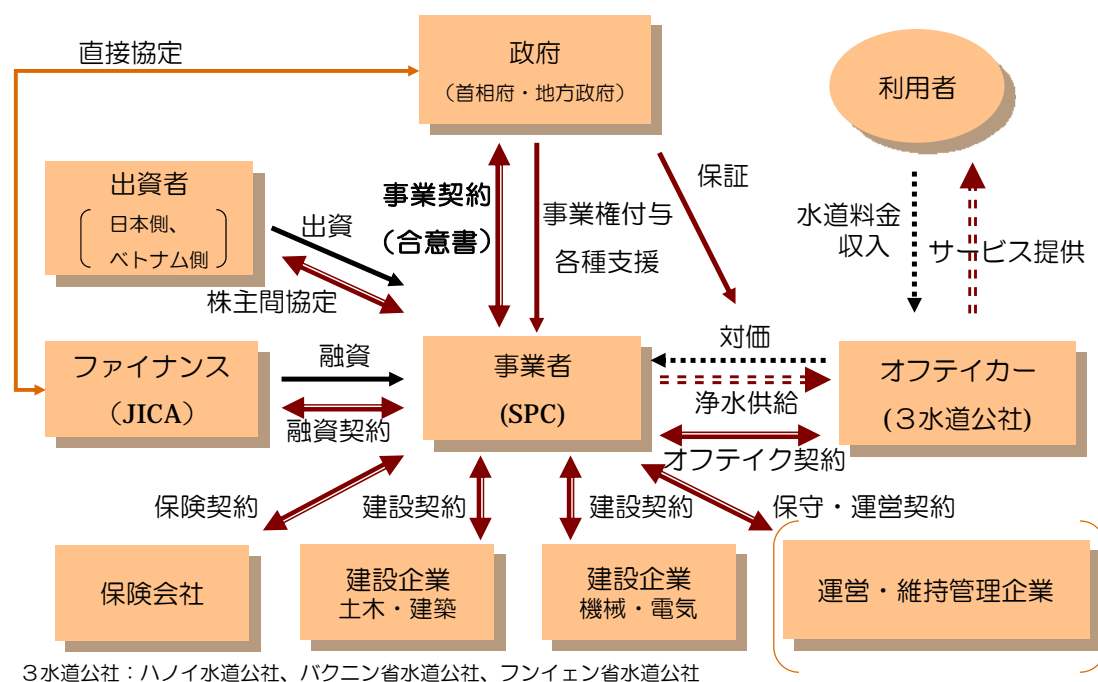 直接協定
政府
（首相府・地方政府）
利用者
出資者
日本側、
ベトナム側
出資
株主間協定
事業契約
（合意書）
事業権付与
各種支援
保証
水道料金
収入
サービス提供
ファイナンス
（JICA）
融資
融資契約
事業者
(SPC)
対価
浄水供給
オフテイク契約
オフテイカー
(３水道公社)
保険契約
建設契約
建設契約
保守・運営契約
保険会社
建設企業
土木・建築
建設企業
機械・電気
運営・維持管理企業
３水道公社：ハノイ水道公社、バクニン省水道公社、フンイェン省水道公社